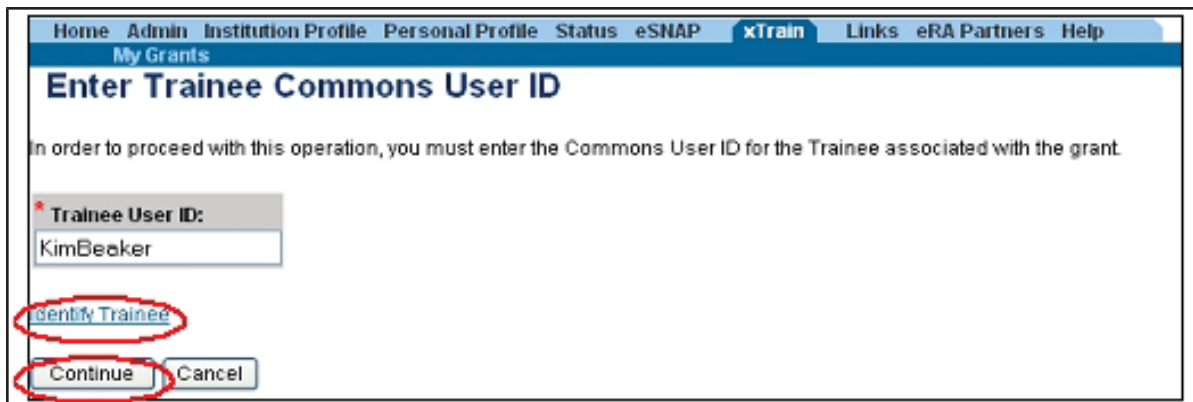 Home Admin Institution Profile Personal Profile Status eSNAP xTrain Links eRA Partners Help
My Grants
Enter Trainee Commons User ID
In order to proceed with this operation, you must enter the Commons User ID for the Trainee associated with the grant.
* Trainee User ID:
KimBeaker
Identify Trainee
Continue Cancel